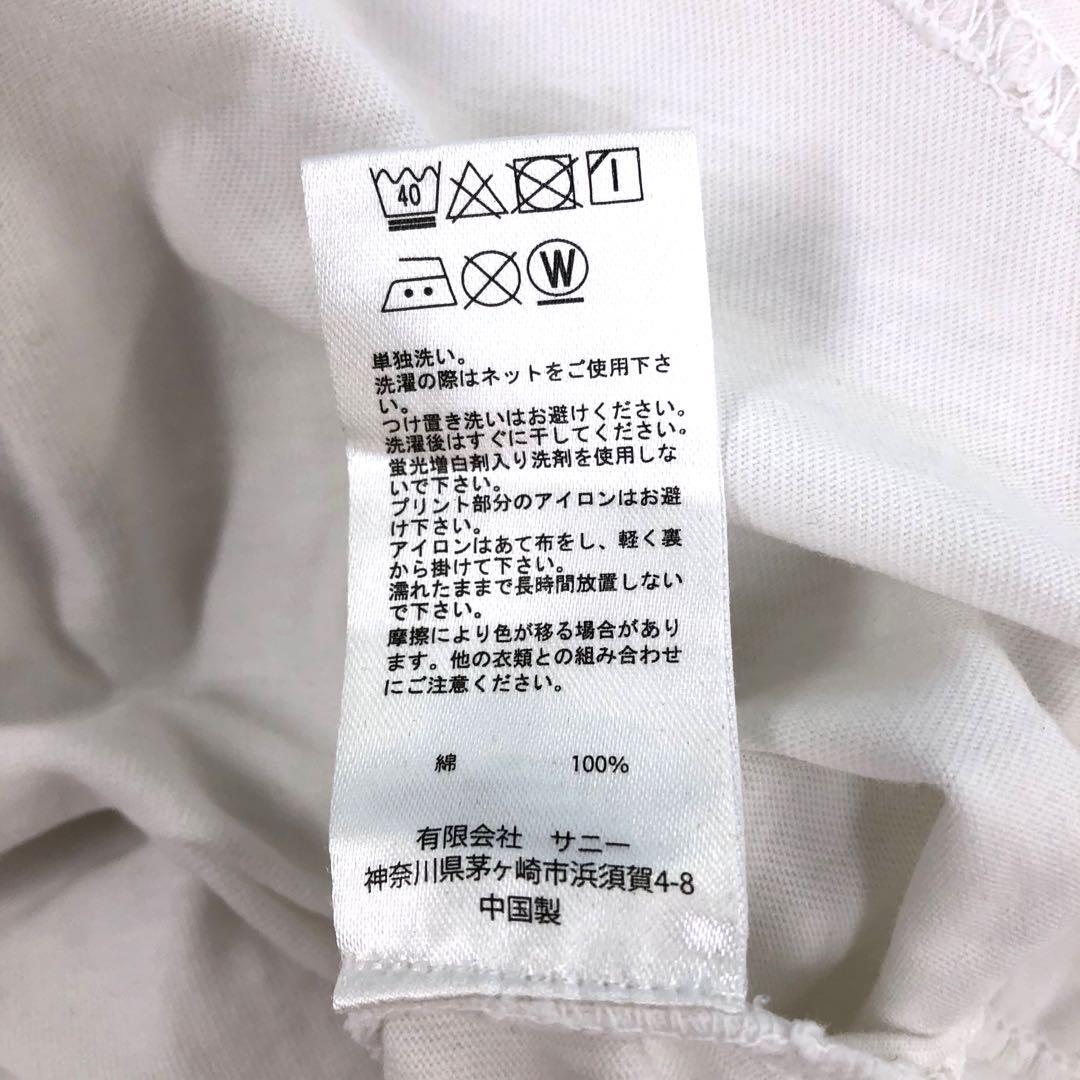 40
W
単独洗い。
洗濯の際はネットをご使用下さ
い。
つけ置き洗いはお避けください。
洗濯後はすぐに干してください。
蛍光増白剤入り洗剤を使用しな
いで下さい。
プリント部分のアイロンはお避
け下さい。
アイロンはあて布をし、軽く裏
から掛けて下さい。
濡れたままで長時間放置しない
で下さい。
摩擦により色が移る場合があり
ます。他の衣類との組み合わせ
にご注意ください。
綿 100%
有限会社 サニー
神奈川県茅ヶ崎市浜須賀4-8
中国製